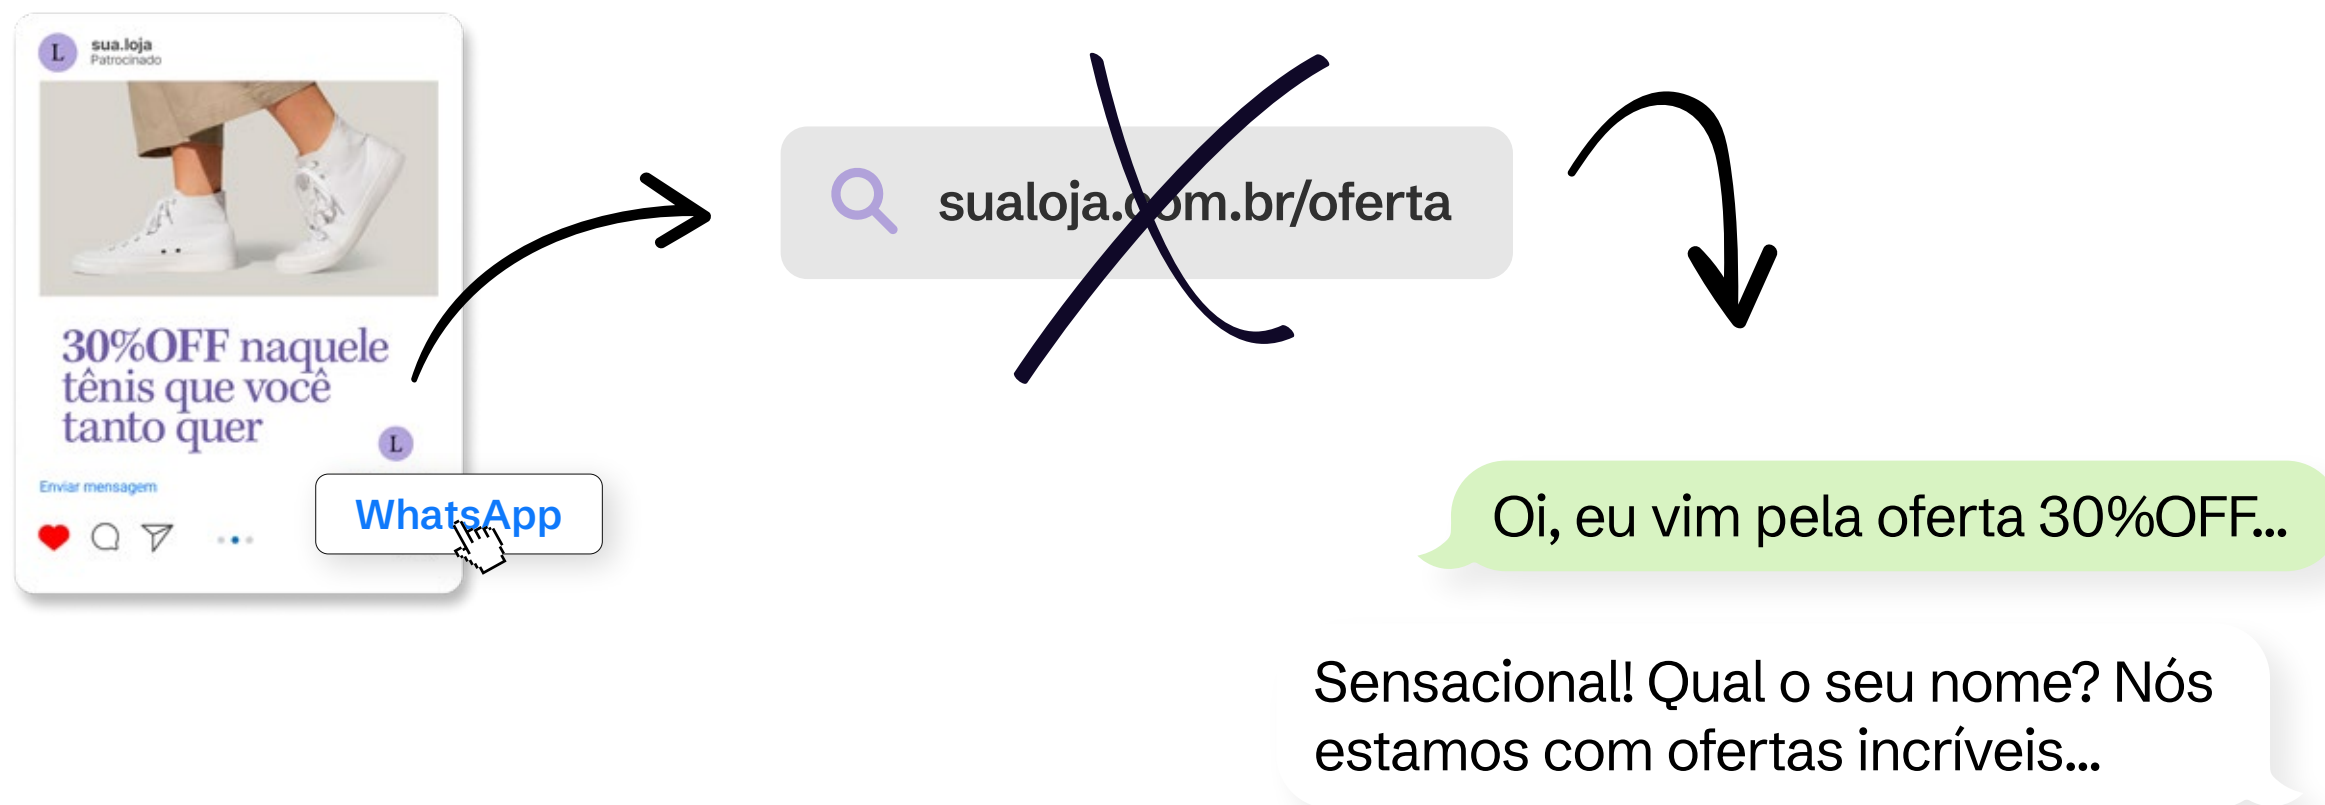 L
sua.loja
Patrocinado
30%OFF naquele
tênis que você
tanto quer
L
Enviar mensagem
WhatsApp
sualoja.com.br/oferta
Oi, eu vim pela oferta 30%OFF...
Sensacional! Qual o seu nome? Nós
estamos com ofertas incríveis...